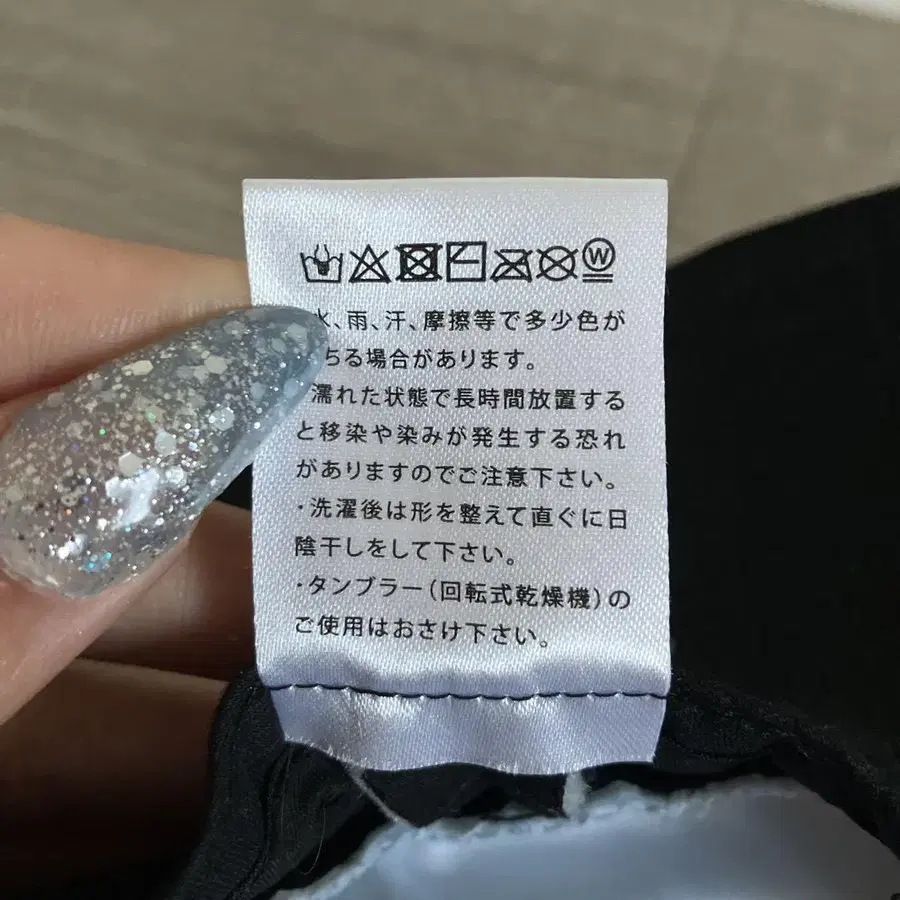 W
水、雨、汗、摩擦等で多少色が
ちる場合があります。
濡れた状態で長時間放置する
と移染や染みが発生する恐れ
がありますのでご注意下さい。
・洗濯後は形を整えて直ぐに日
陰干しをして下さい。
・タンブラー(回転式乾燥機)の
ご使用はおさけ下さい。